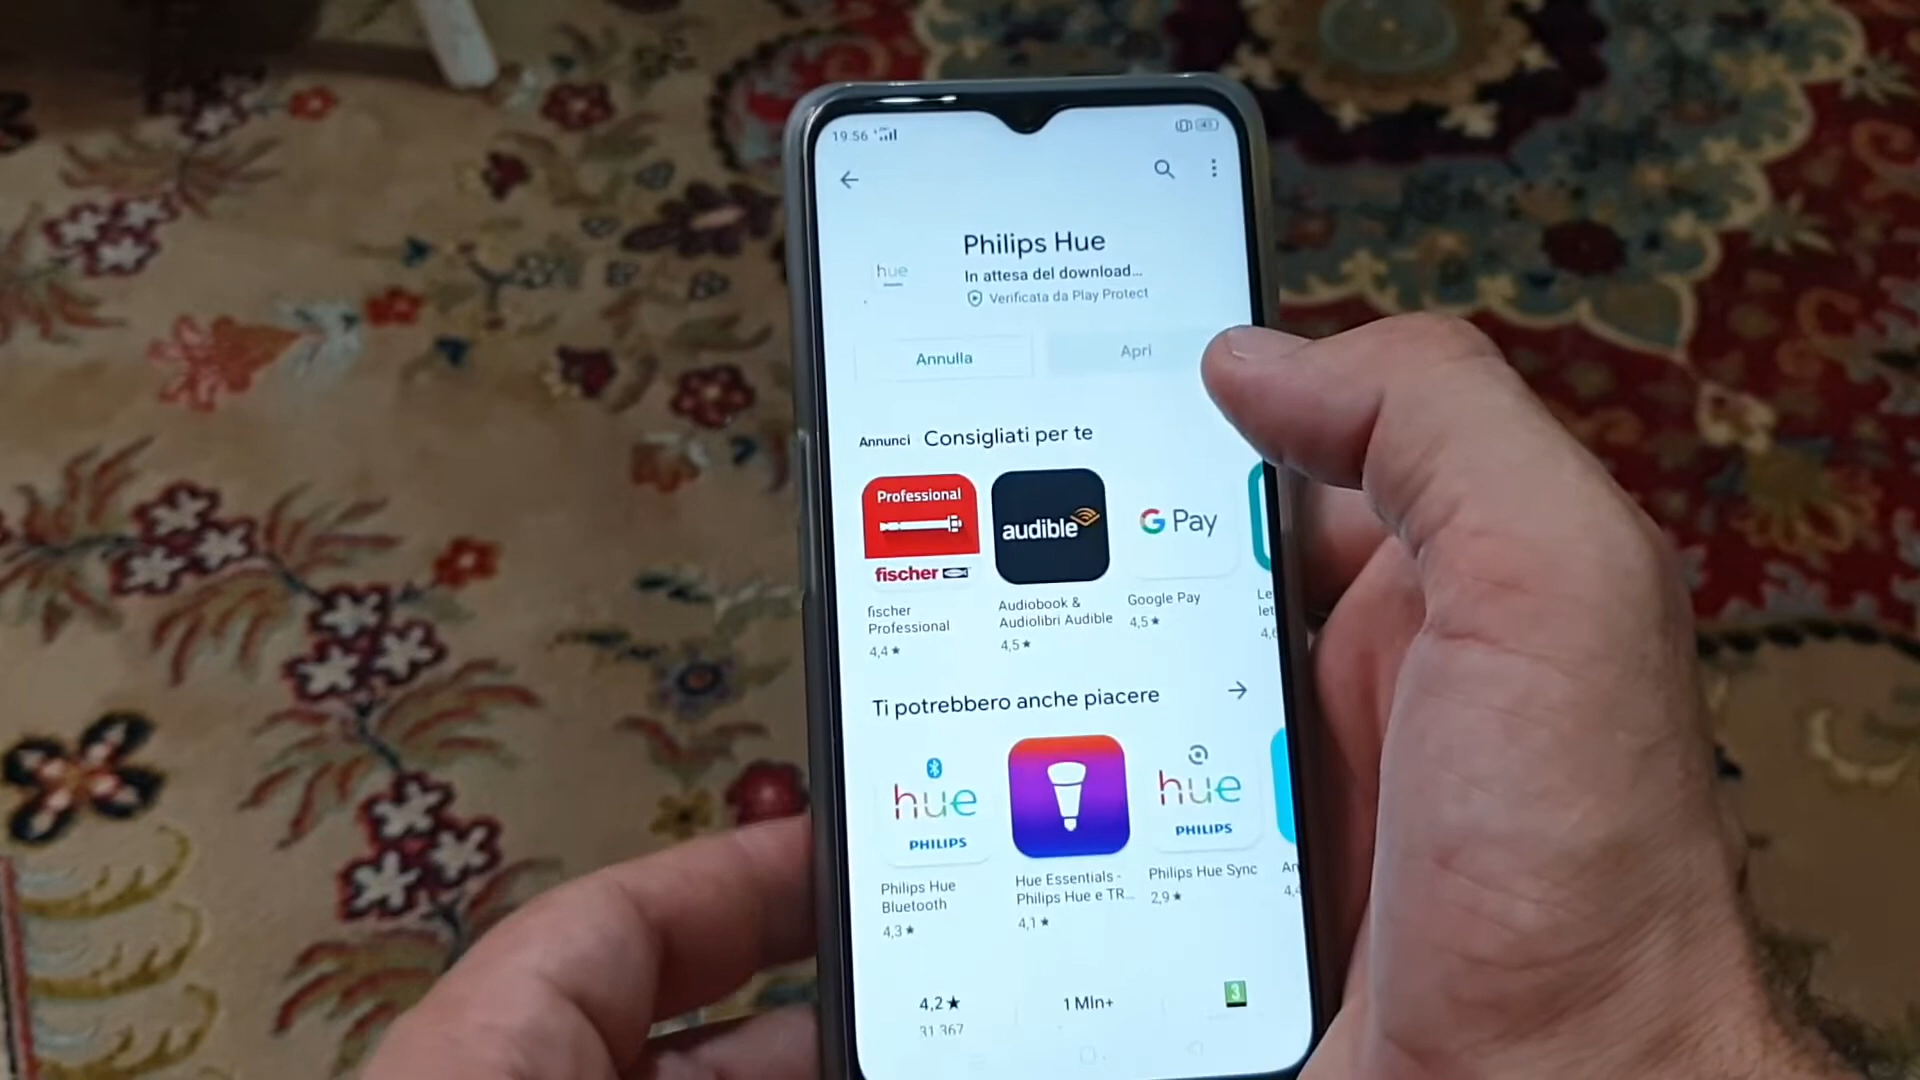 19.56
Philips Hue
hue
In attesa del download...
Verificata da Play Protect
Annulla
Apri
Annunci Consigliati per te
Professional
fischer
audible
G Pay
fischer
Professional
4,4★
Audiobook &
Audiolibri Audible
4,5★
Google Pay
4,5★
Le
let
Ti potrebbero anche piacere
hue
PHILIPS
hue
PHILIPS
Philips Hue
Bluetooth
4,3★
Hue Essentials -
Philips Hue e TR...
4,1★
Philips Hue Sync
2,9★
4,2★
31.367
1 Mln+
3